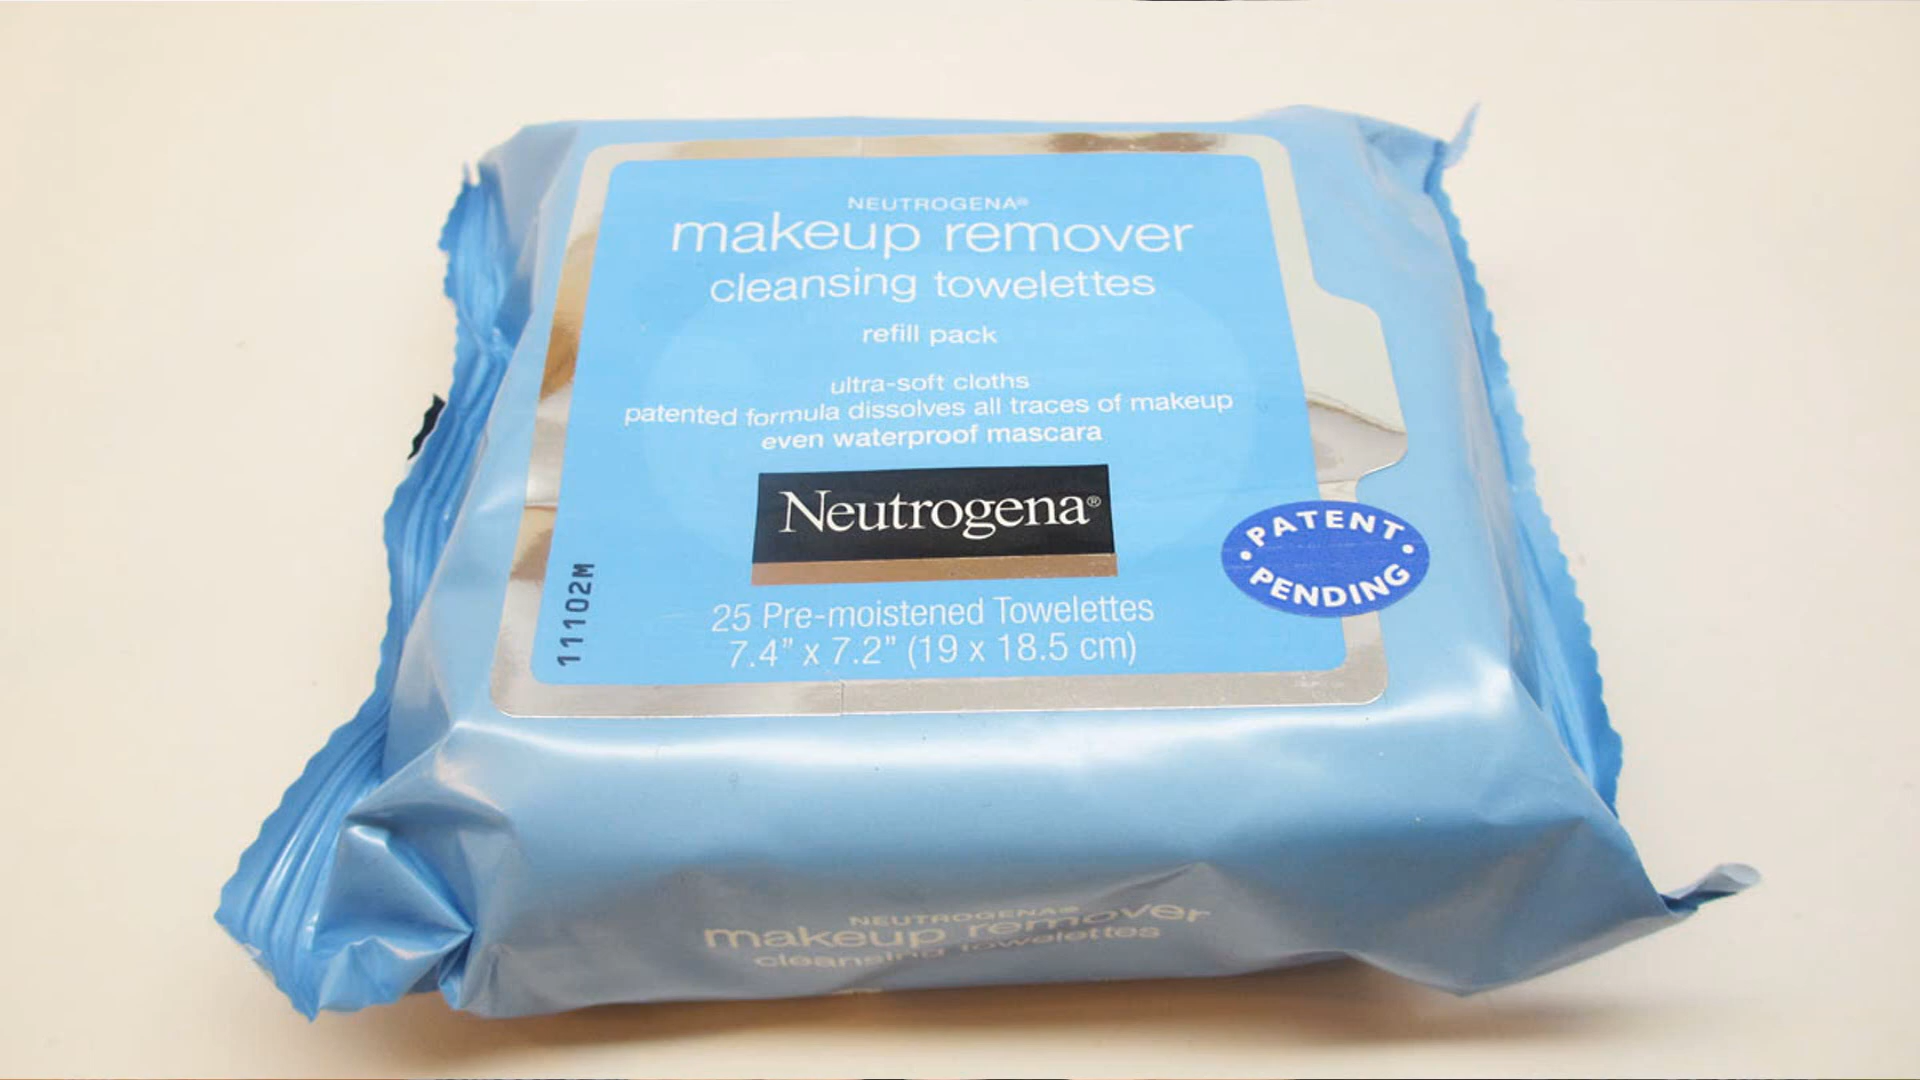 NEUTROGENA®
makeup remover
cleansing towelettes
refill pack
ultra-soft cloths
patented formula dissolves all traces of makeup
even waterproof mascara
Neutrogena®
25 Pre-moistened Towelettes
7.4” x 7.2” (19 x 18.5 cm)
11102M
• PATENT •
PENDING
NEUTROGENA®
makeup remover
cleansing towelettes